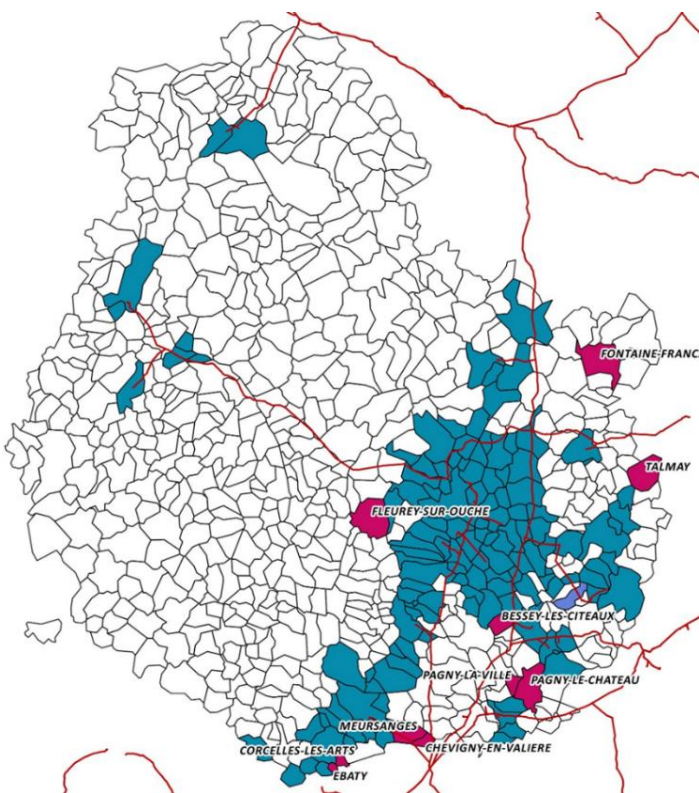 FONTAINE-FRANC
TALMAY
FLEUREY-SUR-OUCHE
BESSEY-LES-CITEAUX
PAGNY-LA-VILLE
PAGNY-LE-CHATEAU
MEURSANGES
CORCELLES-LES-ARTS
CHEVIGNY-EN-VALIERE
EBATY